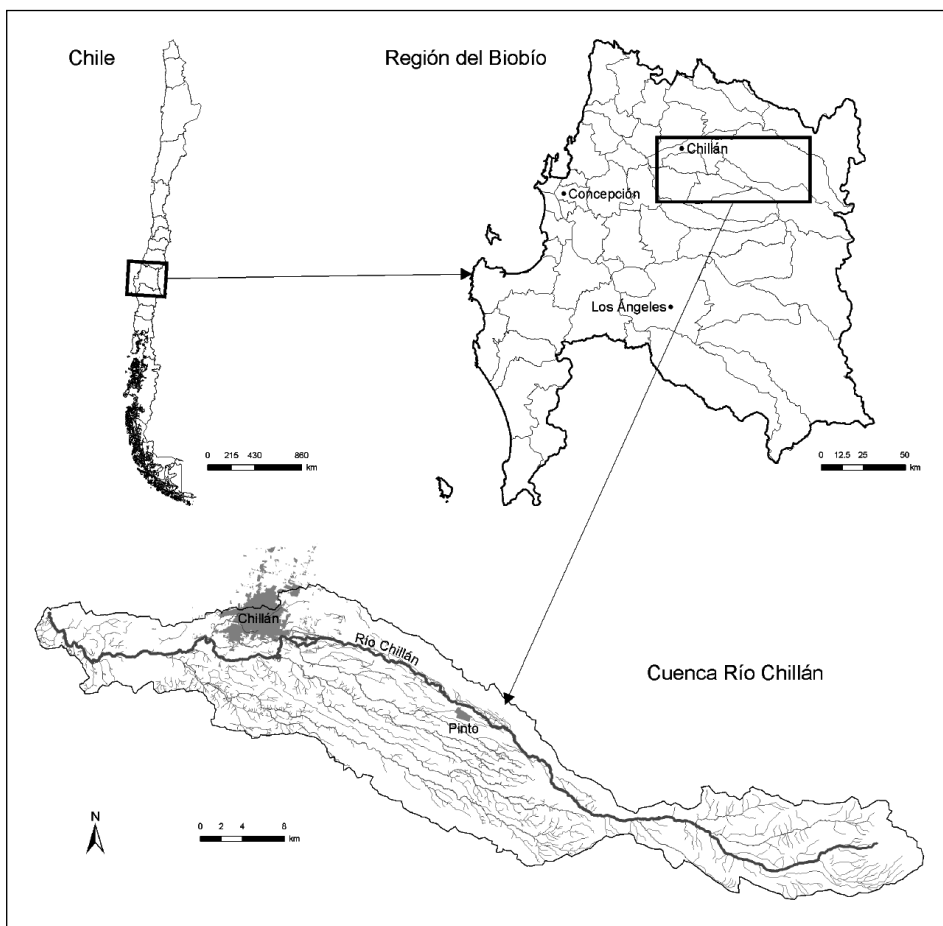 Chile
Región del Biobío
Chillán
Concepción
Los Ángeles
0 215 430 860
km
0 12.5 25 50
km
Chillán
Río Chillán
Cuenca Río Chillán
Pinto
N
0 2 4 8
km